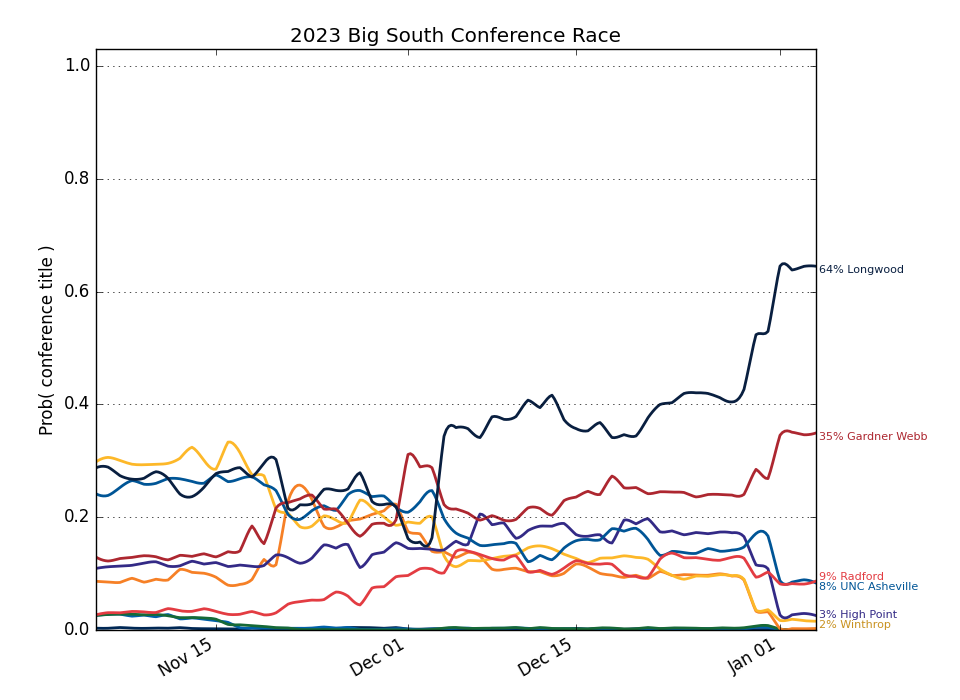 2023 Big South Conference Race
Prob( conference title )
1.0
0.8
0.6
0.4
0.2
0.0
Nov 15
Dec 01
Dec 15
Jan 01
64% Longwood
35% Gardner Webb
9% Radford
8% UNC Asheville
3% High Point
2% Winthrop